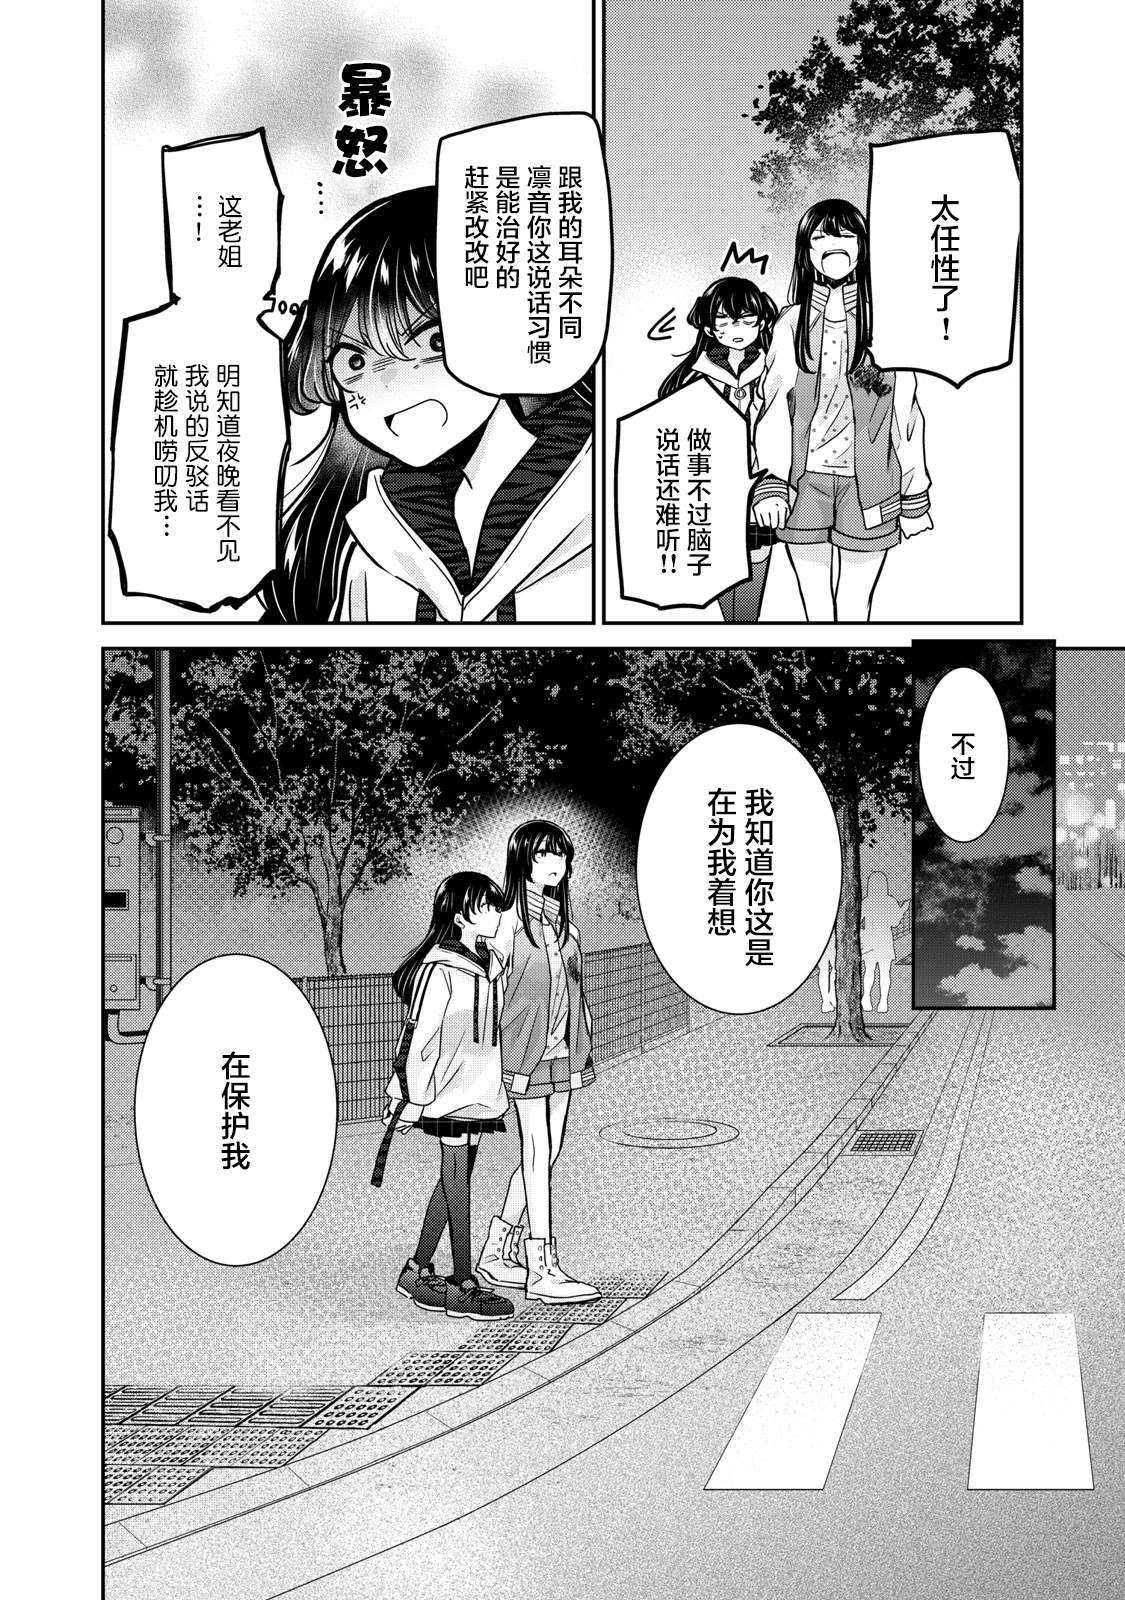 太任性了！
做事不过脑子
说话还难听!!
跟我的耳朵不同
凛音你这说话习惯
是能治好的
赶紧改改吧
暴怒
…
这老姐
…！
明知道夜晚看不见
我说的反驳话
就趁机唠叨我…
不过
我知道你这是
在为我着想
在保护我